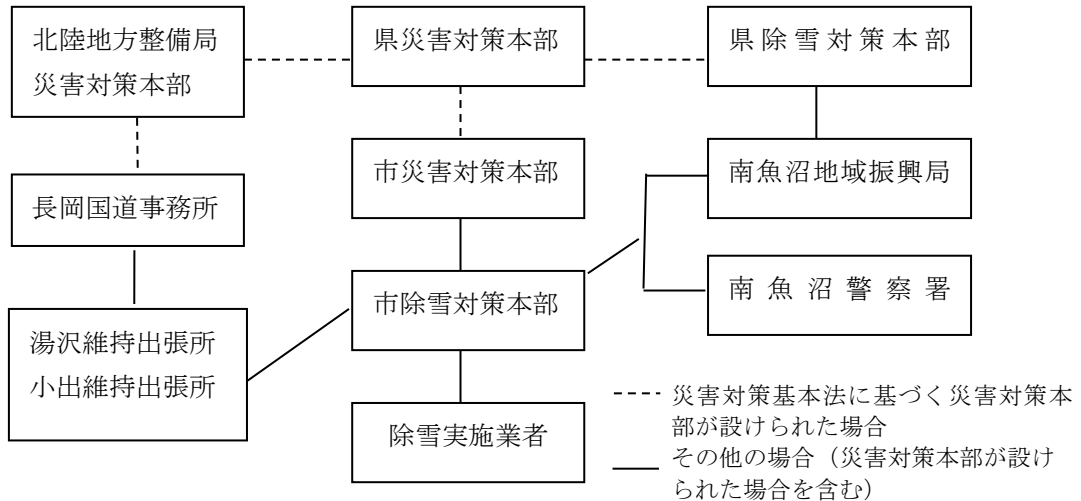 北陸地方整備局
災害対策本部
県災害対策本部
県除雪対策本部
市災害対策本部
南魚沼地域振興局
長岡国道事務所
市除雪対策本部
南魚沼警察署
湯沢維持出張所
小出維持出張所
除雪実施業者
災害対策基本法に基づく災害対策本
部が設けられた場合
その他の場合（災害対策本部が設け
られた場合を含む）